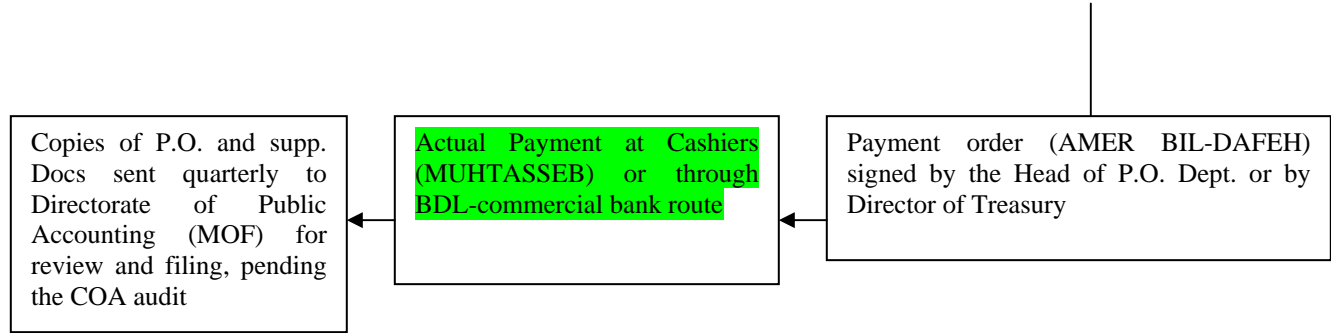 Copies of P.O. and supp.
Docs sent quarterly to
Directorate of Public
Accounting (MOF) for
review and filing, pending
the COA audit
Actual Payment at Cashiers
(MUHTASSEB) or through
BDL-commercial bank route
Payment order (AMER BIL-DAFEH)
signed by the Head of P.O. Dept. or by
Director of Treasury